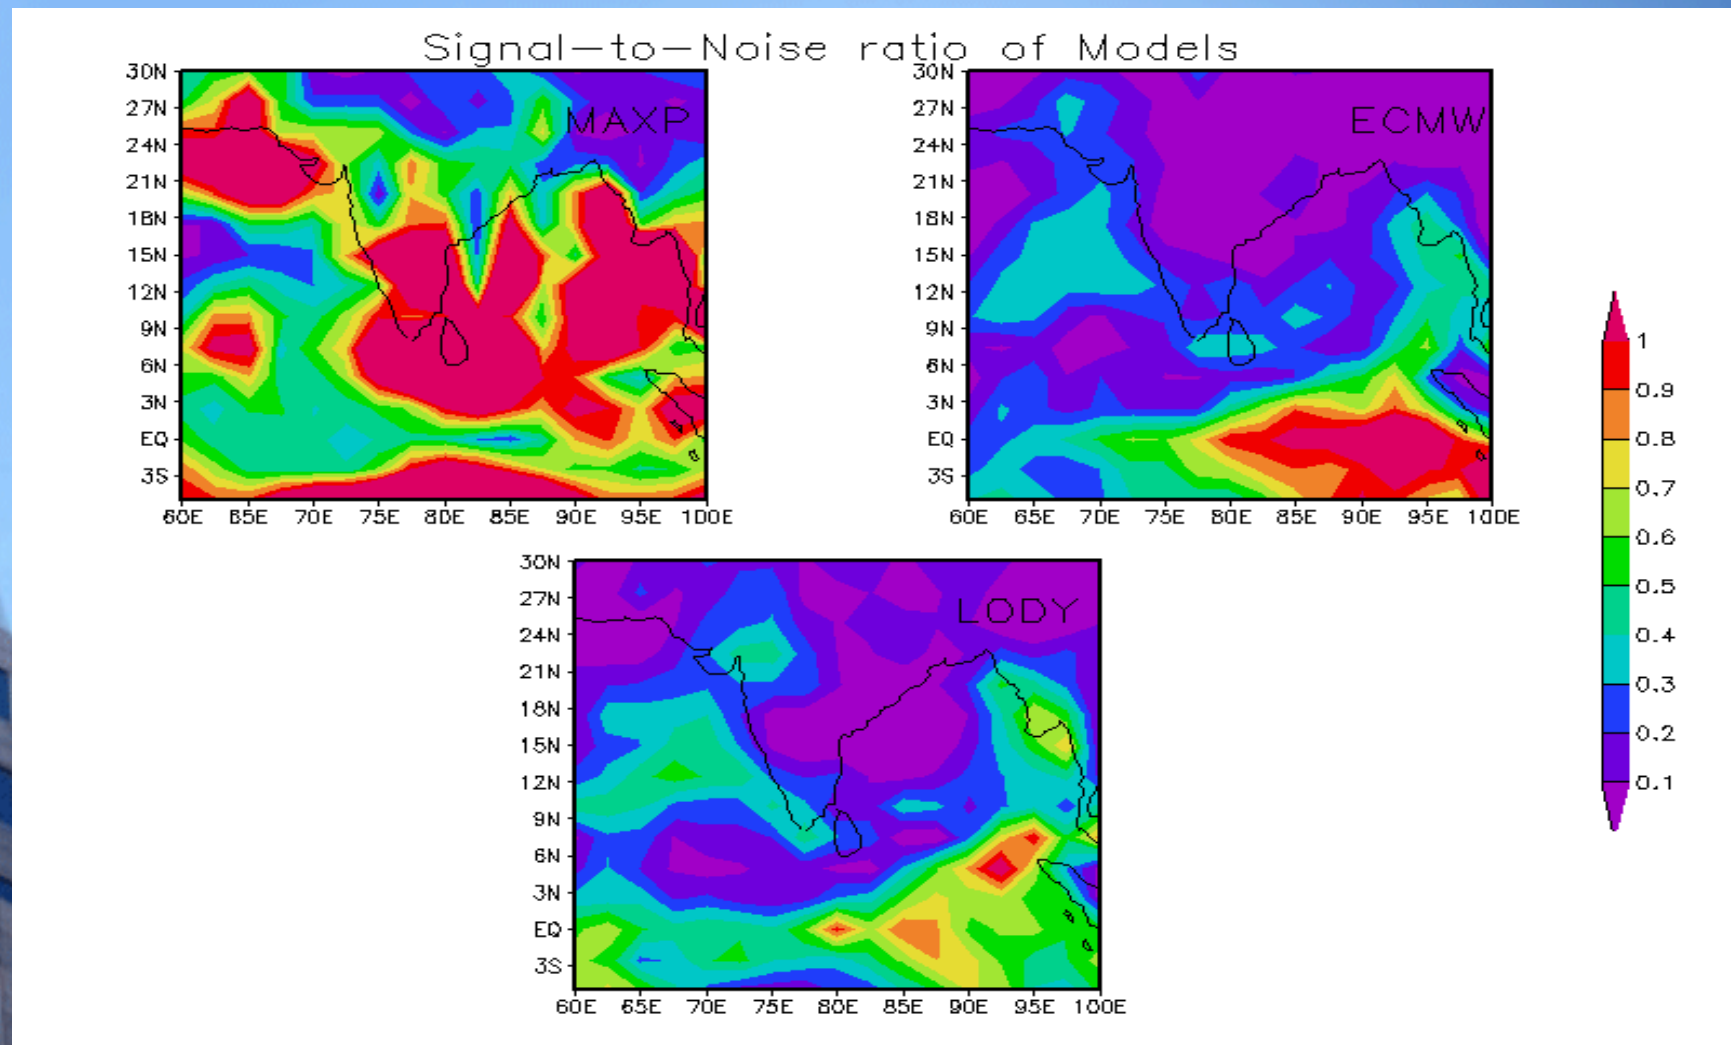 Signal-to-Noise ratio of Models
MAXP
30N
27N
24N
21N
18N
15N
12N
9N
6N
3N
EQ
3S
60E 65E 70E 75E 80E 85E 90E 95E 100E
ECMW
30N
27N
24N
21N
18N
15N
12N
9N
6N
3N
EQ
3S
60E 65E 70E 75E 80E 85E 90E 95E 100E
LODY
30N
27N
24N
21N
18N
15N
12N
9N
6N
3N
EQ
3S
60E 65E 70E 75E 80E 85E 90E 95E 100E
1
0.9
0.8
0.7
0.6
0.5
0.4
0.3
0.2
0.1